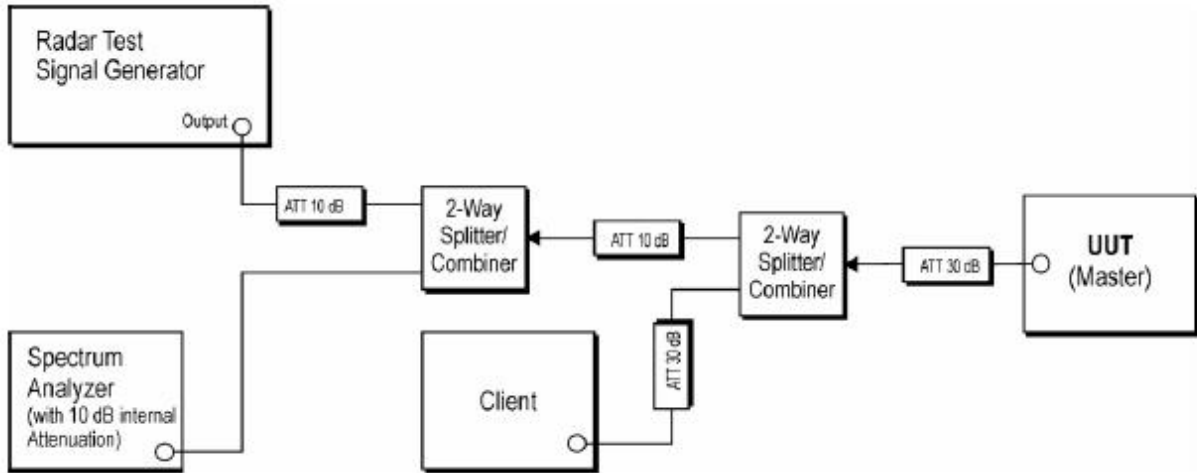 Radar Test
Signal Generator
Output
ATT 10 dB
2-Way
Splitter/
Combiner
ATT 10 dB
2-Way
Splitter/
Combiner
ATT 30 dB
UUT
(Master)
Spectrum
Analyzer
(with 10 dB internal
Attenuation)
Client
ATT 30 dB